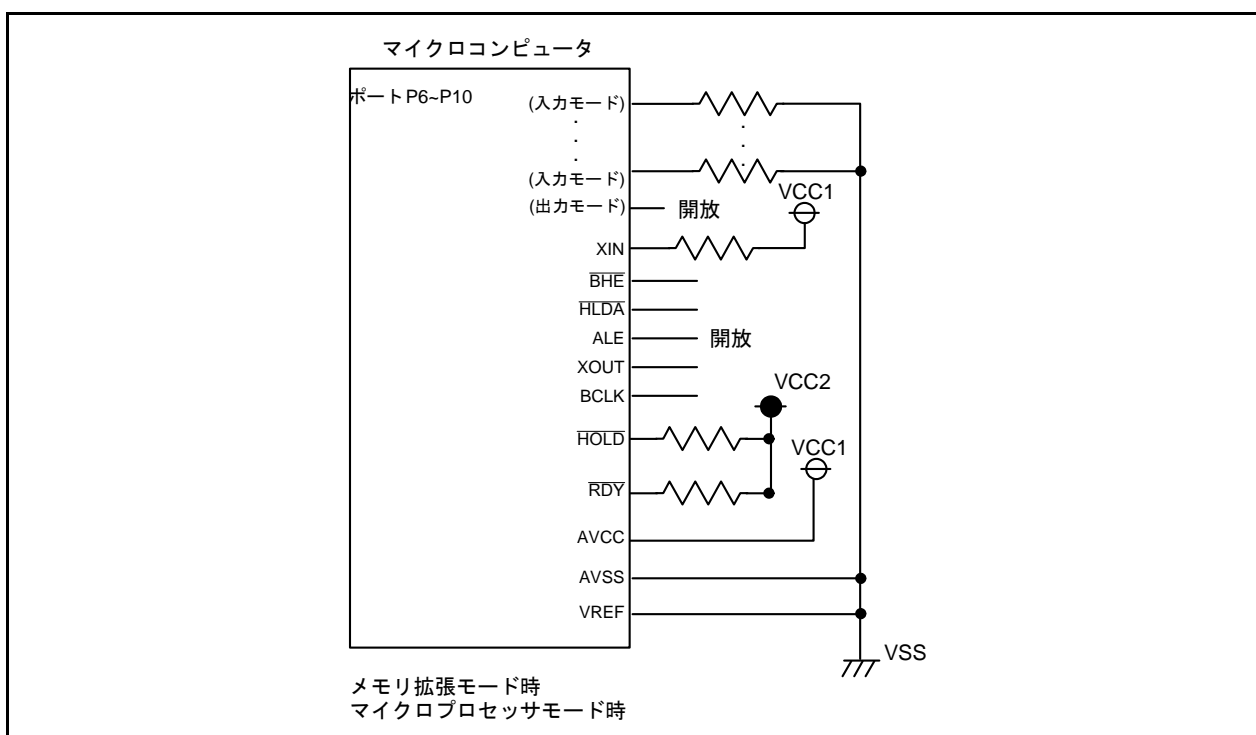 マイクロコンピュータ
ポートP6~P10
(入力モード)
(入力モード)
(出力モード)
開放
VCC1
XIN
BHE
HLDA
ALE
開放
XOUT
BCLK
VCC2
HOLD
VCC1
RDY
AVCC
AVSS
VREF
VSS
メモリ拡張モード時
マイクロプロセッサモード時